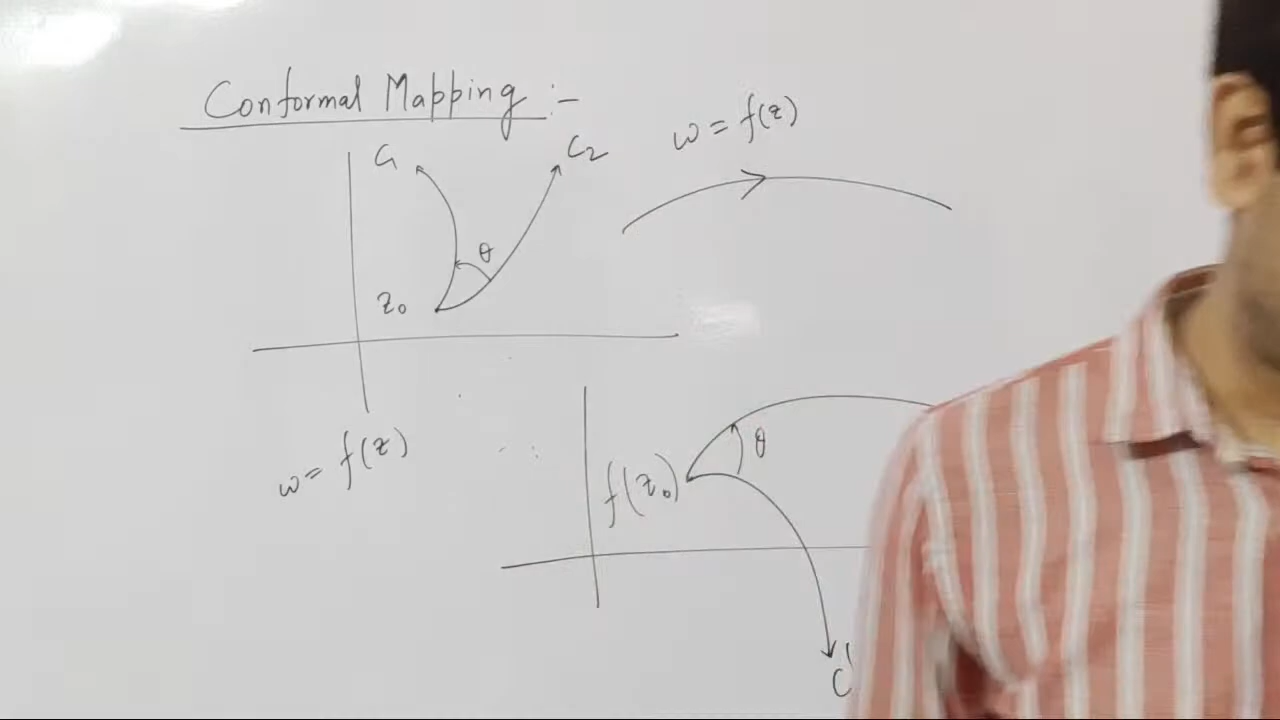 Conformal Mapping :-
C1
C2
w = f(z)
θ
z0
w = f(z)
θ
f(z0)
C'